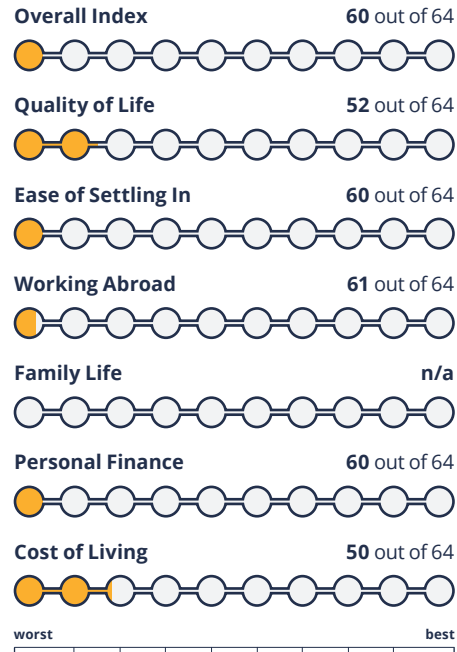 Overall Index 60 out of 64
Quality of Life 52 out of 64
Ease of Settling In 60 out of 64
Working Abroad 61 out of 64
Family Life n/a
Personal Finance 60 out of 64
Cost of Living 50 out of 64
worst best